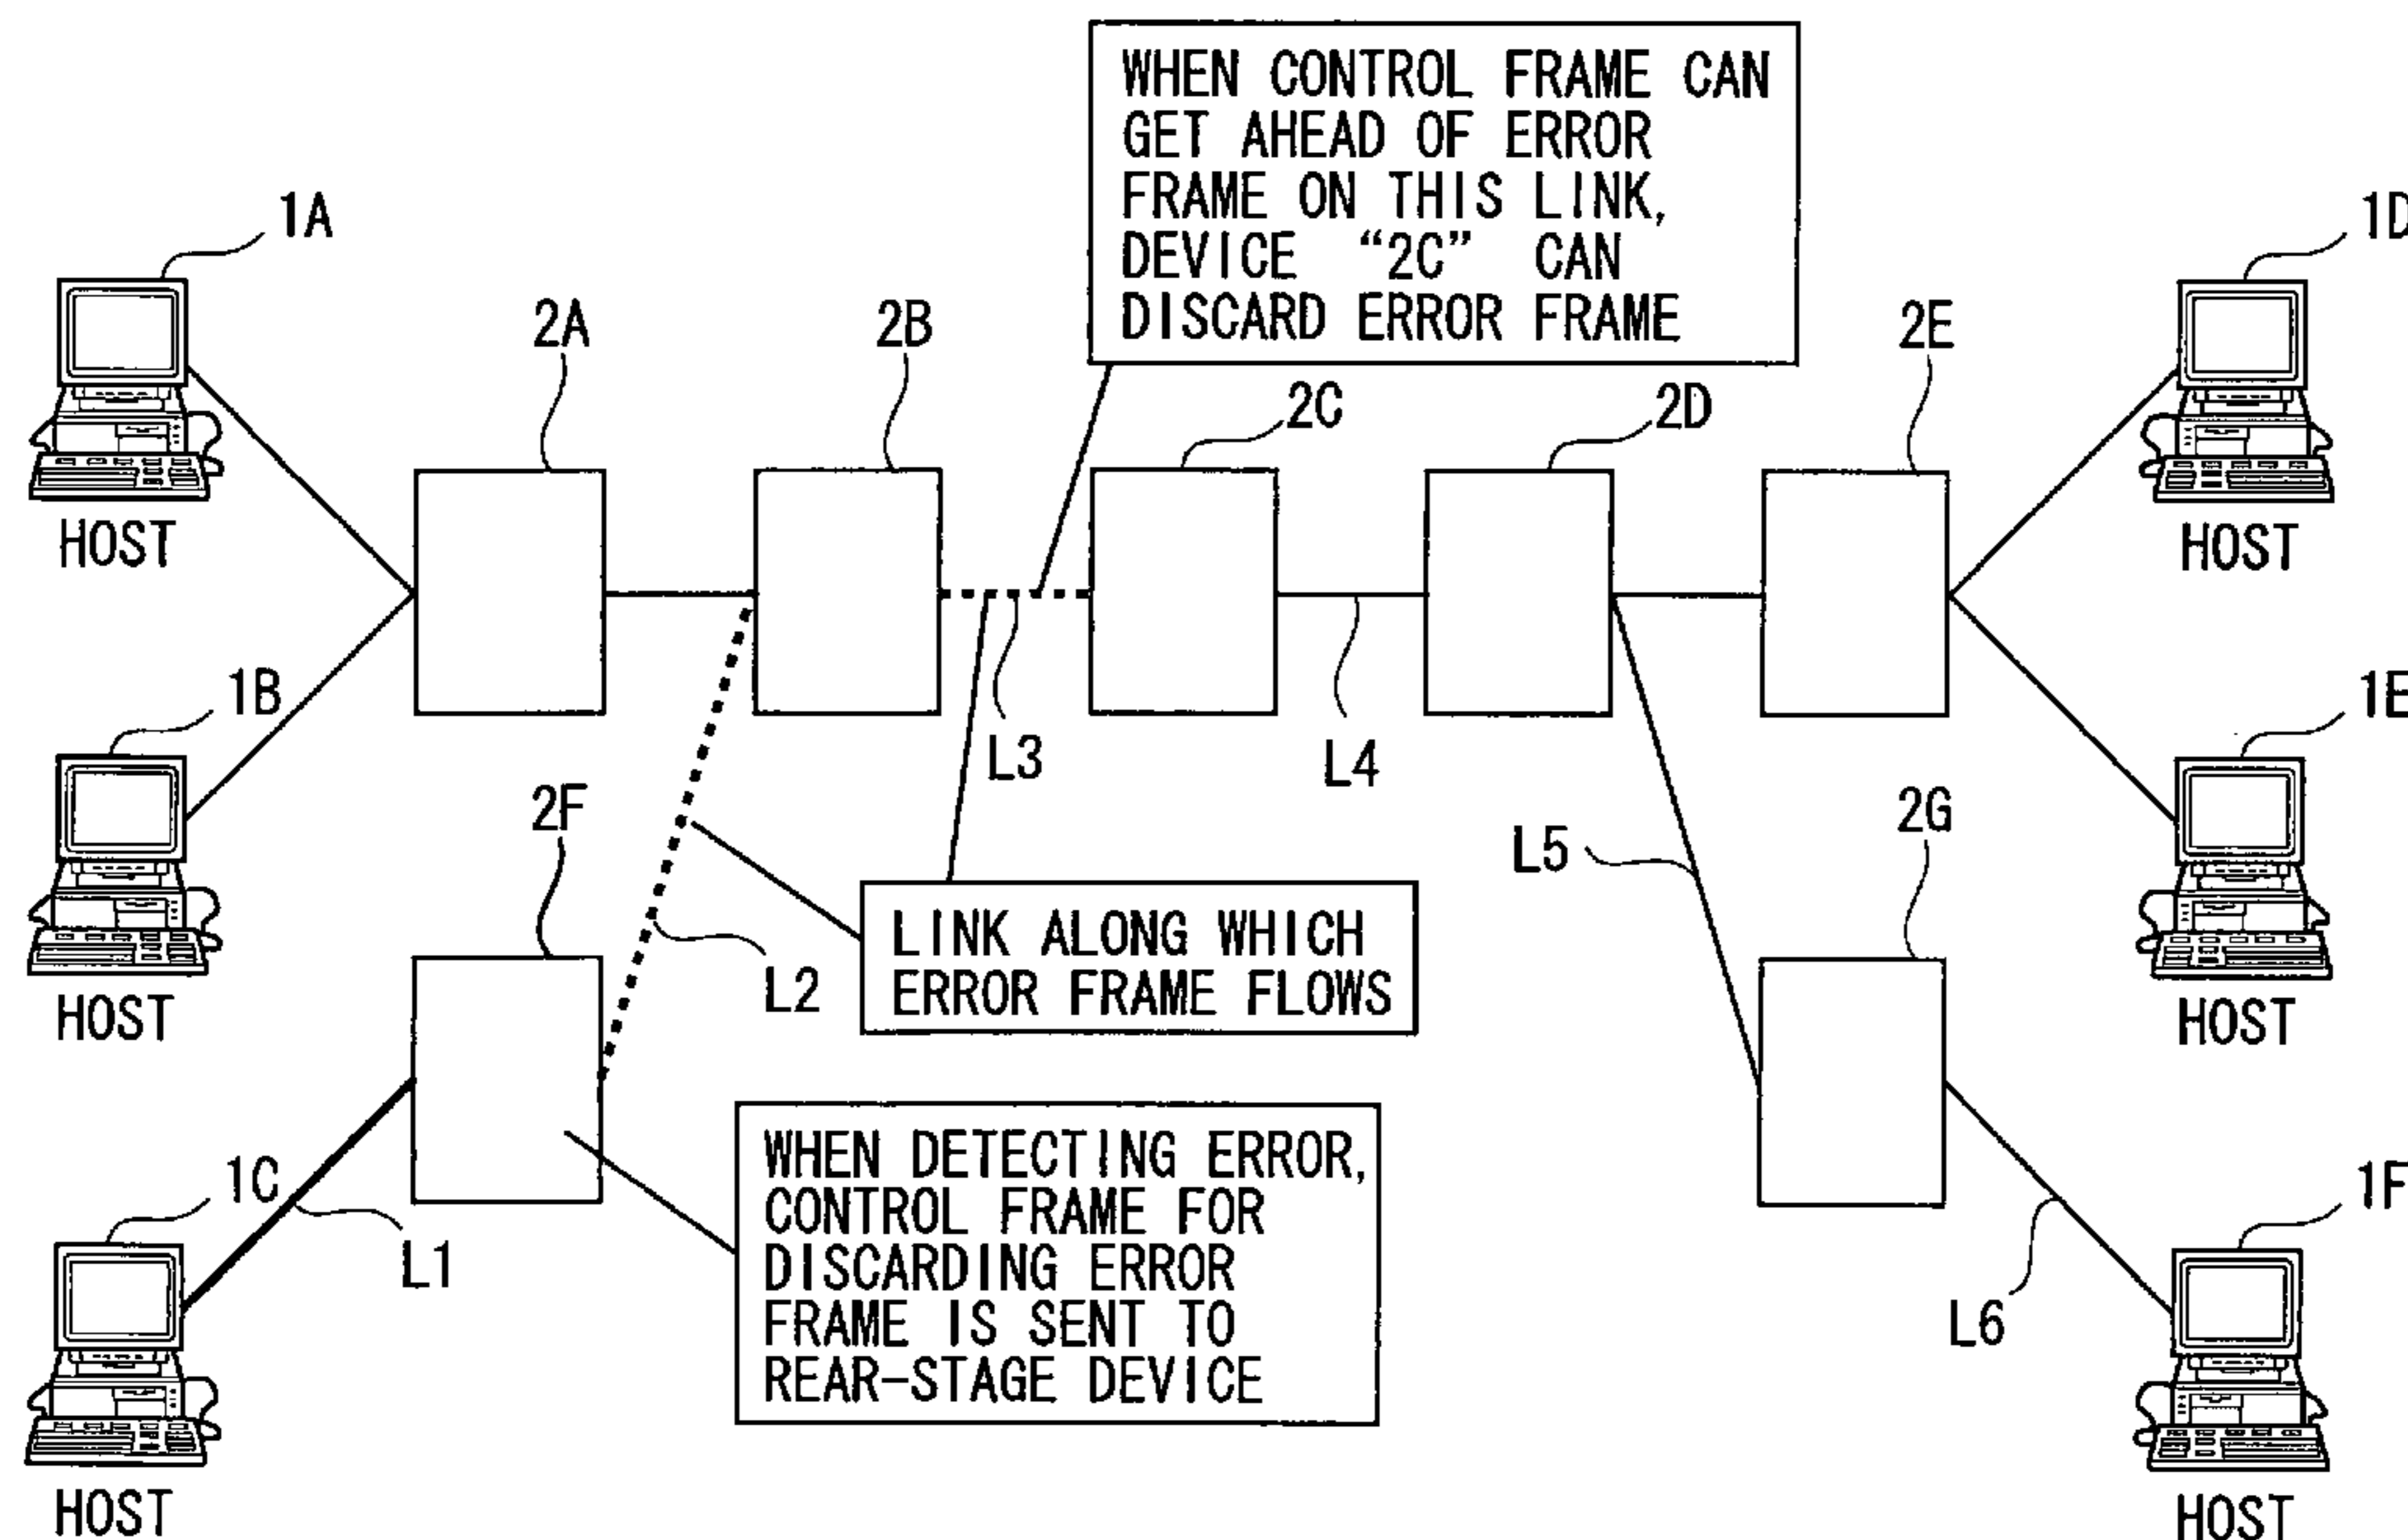 WHEN CONTROL FRAME CAN
GET AHEAD OF ERROR
FRAME ON THIS LINK,
DEVICE “2C” CAN
DISCARD ERROR FRAME
1A
1D
2A
2B
2E
2C
2D
HOST
HOST
1B
1E
L3
L4
2F
2G
L5
LINK ALONG WHICH
ERROR FRAME FLOWS
L2
HOST
HOST
WHEN DETECTING ERROR,
CONTROL FRAME FOR
DISCARDING ERROR
FRAME IS SENT TO
REAR-STAGE DEVICE
1C
1F
L1
L6
HOST
HOST